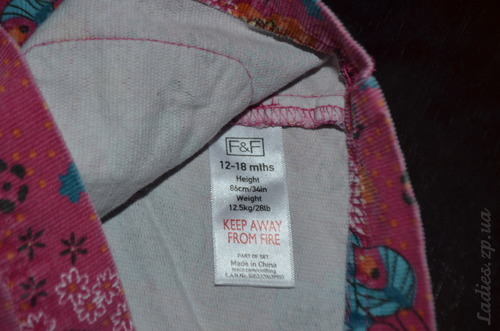 F&F
12-18 mths
Height
86cm/34in
Weight
12.5kg/28lb
KEEP AWAY
FROM FIRE
PART OF SET
Made in China
Ladies.zp.ua